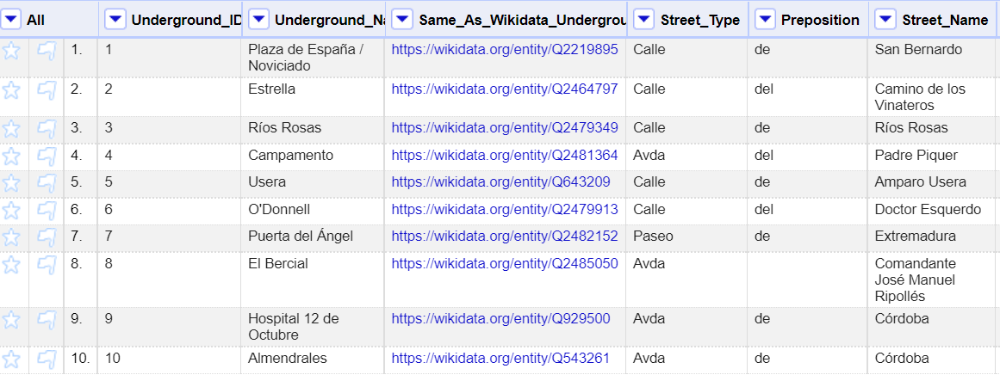 All Underground_ID Underground_Na Same_As_Wikidata_Undergrou Street_Type Preposition Street_Name
1. 1 Plaza de España / https://wikidata.org/entity/Q2219895 Calle de San Bernardo
Noviciado
2. 2 Estrella https://wikidata.org/entity/Q2464797 Calle del Camino de los
Vinateros
3. 3 Ríos Rosas https://wikidata.org/entity/Q2479349 Calle de Ríos Rosas
4. 4 Campamento https://wikidata.org/entity/Q2481364 Avda del Padre Piquer
5. 5 Usera https://wikidata.org/entity/Q643209 Calle de Amparo Usera
6. 6 O'Donnell https://wikidata.org/entity/Q2479913 Calle del Doctor Esquerdo
7. 7 Puerta del Ángel https://wikidata.org/entity/Q2482152 Paseo de Extremadura
8. 8 El Bercial https://wikidata.org/entity/Q2485050 Avda Comandante
José Manuel
Ripollés
9. 9 Hospital 12 de https://wikidata.org/entity/Q929500 Avda de Córdoba
Octubre
10. 10 Almendrales https://wikidata.org/entity/Q543261 Avda de Córdoba